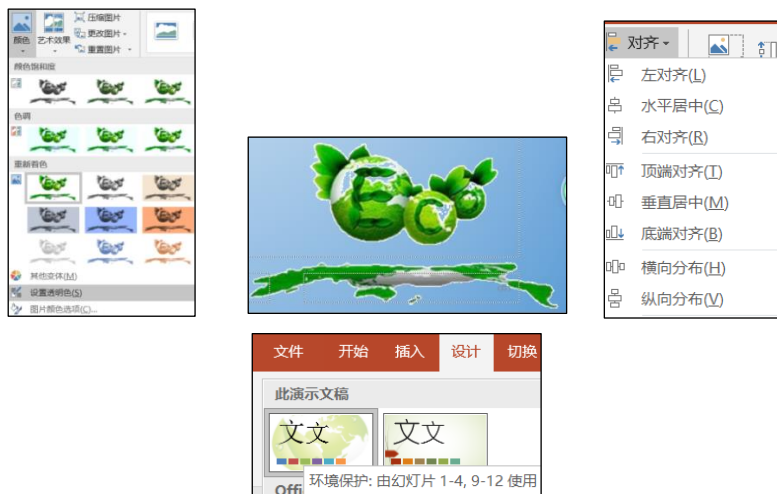 压缩图片
颜色 艺术效果 更改图片
重置图片
颜色饱和度
色调
重新着色
其他变体(M)
设置透明色(S)
图片颜色选项(C)...
E
C
对齐
左对齐(L)
水平居中(C)
右对齐(R)
顶端对齐(T)
垂直居中(M)
底端对齐(B)
横向分布(H)
纵向分布(V)
文件 开始 插入 设计 切换
此演示文稿
文文 文文
环境保护: 由幻灯片 1-4, 9-12 使用
Offi